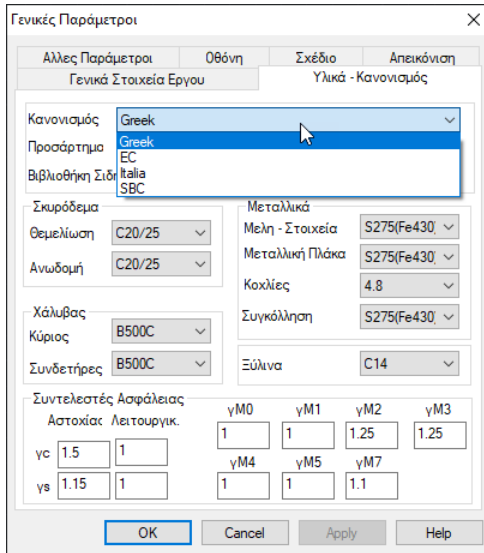 Γενικές Παράμετροι
Αλλες Παράμετροι Οθόνη Σχέδιο Απεικόνιση
Γενικά Στοιχεία Εργου Υλικά - Κανονισμός
Κανονισμός Greek
Προσάρτημα Greek
EC
Βιβλιοθήκη Italia
SBC
Σκυρόδεμα Μεταλλικά
Θεμελίωση C20/25 Μελη - Στοιχεία S275(Fe430)
Ανωδομή C20/25 Μεταλλική Πλάκα S275(Fe430)
Κοχλίες 4.8
Χάλυβας Συγκόλληση S275(Fe430)
Κύριος B500C
Συνδετήρες B500C Ξύλινα C14
Συντελεστές Ασφάλειας
Αστοχίας Λειτουργικ. γM0 γM1 γM2 γM3
γc 1.5 1 1 1 1.25 1.25
γM4 γM5 γM7
γs 1.15 1 1 1 1.1
OK Cancel Apply Help